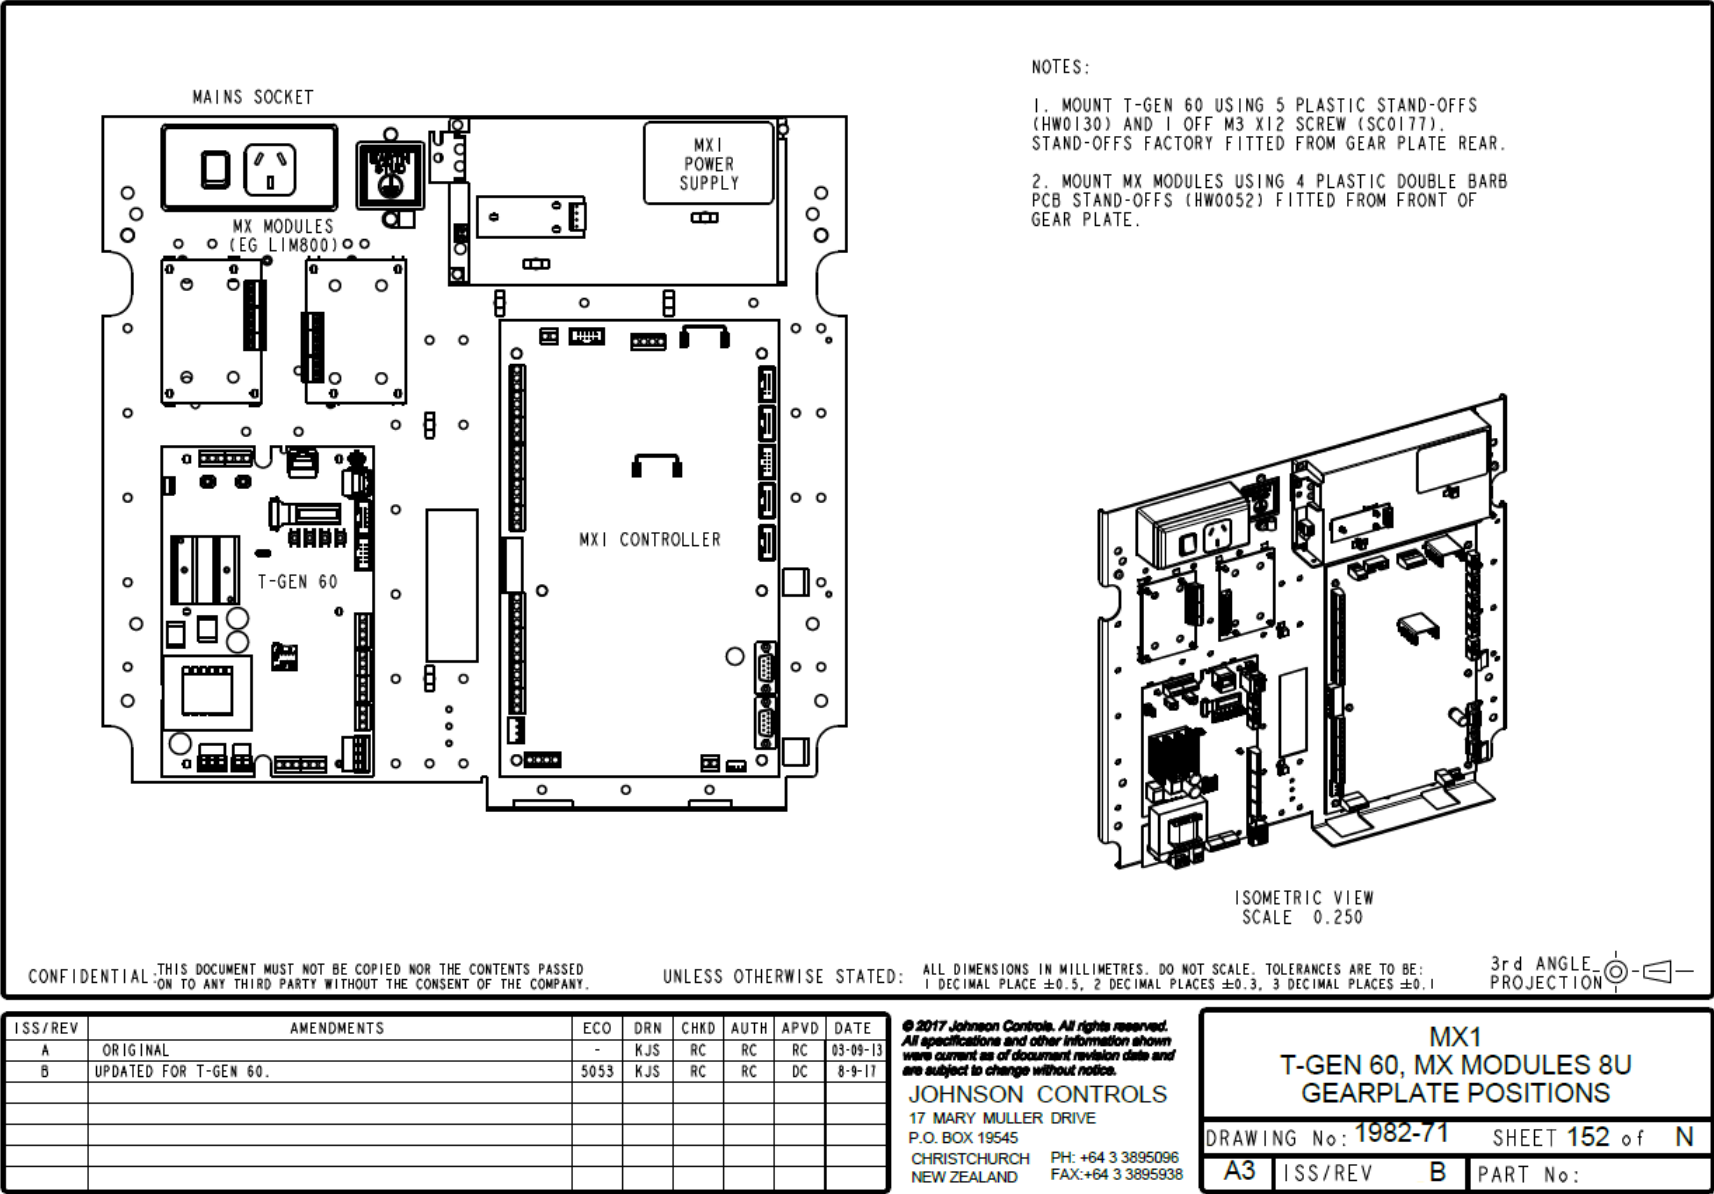 MAINS SOCKET
EARTH
STUD
MX1
POWER
SUPPLY
MX MODULES
(EG LIM800)
MX1 CONTROLLER
T-GEN 60
NOTES:
1. MOUNT T-GEN 60 USING 5 PLASTIC STAND-OFFS
(HW0130) AND 1 OFF M3 X12 SCREW (SC0177).
STAND-OFFS FACTORY FITTED FROM GEAR PLATE REAR.
2. MOUNT MX MODULES USING 4 PLASTIC DOUBLE BARB
PCB STAND-OFFS (HW0052) FITTED FROM FRONT OF
GEAR PLATE.
ISOMETRIC VIEW
SCALE 0.250
CONFIDENTIAL: THIS DOCUMENT MUST NOT BE COPIED NOR THE CONTENTS PASSED
ON TO ANY THIRD PARTY WITHOUT THE CONSENT OF THE COMPANY.
UNLESS OTHERWISE STATED: ALL DIMENSIONS IN MILLIMETRES. DO NOT SCALE. TOLERANCES ARE TO BE:
1 DECIMAL PLACE ±0.5, 2 DECIMAL PLACES ±0.3, 3 DECIMAL PLACES ±0.1
3rd ANGLE
PROJECTION
ISS/REV AMENDMENTS ECO DRN CHKD AUTH APVD DATE
A ORIGINAL - KJS RC RC RC 03-09-13
B UPDATED FOR T-GEN 60. 5053 KJS RC RC DC 8-9-17
© 2017 Johnson Controls. All rights reserved.
All specifications and other information shown
were current as of document revision date and
are subject to change without notice.
JOHNSON CONTROLS
17 MARY MULLER DRIVE
P.O. BOX 19545
CHRISTCHURCH PH: +64 3 3895096
NEW ZEALAND FAX:+64 3 3895938
MX1
T-GEN 60, MX MODULES 8U
GEARPLATE POSITIONS
DRAWING No: 1982-71 SHEET 152 of N
A3 ISS/REV B PART No: